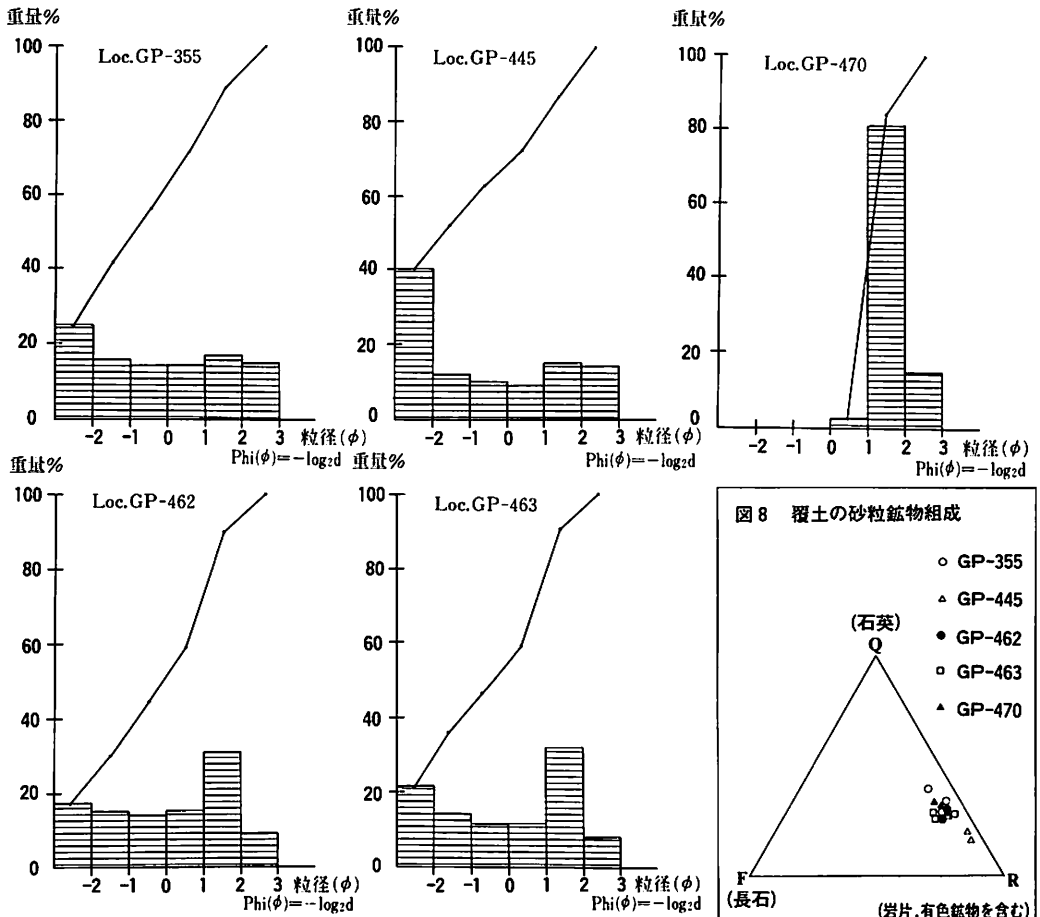 重量%
Loc.GP-355
100
80
60
40
20
0
-2 -1 0 1 2 3 粒径(φ)
Phi(φ)=-log₂d
重量%
Loc.GP-445
100
80
60
40
20
0
-2 -1 0 1 2 3 粒径(φ)
Phi(φ)=-log₂d
重量%
Loc.GP-470
100
80
60
40
20
0
-2 -1 0 1 2 3 粒径(φ)
Phi(φ)=-log₂d
重量%
Loc.GP-462
100
80
60
40
20
0
-2 -1 0 1 2 3 粒径(φ)
Phi(φ)=-log₂d
重量%
Loc.GP-463
100
80
60
40
20
0
-2 -1 0 1 2 3 粒径(φ)
Phi(φ)=-log₂d
図8 覆土の砂粒鉱物組成
○ GP-355
△ GP-445
● GP-462
□ GP-463
▲ GP-470
(石英)
Q
F
(長石)
R
(岩片,有色鉱物を含む)